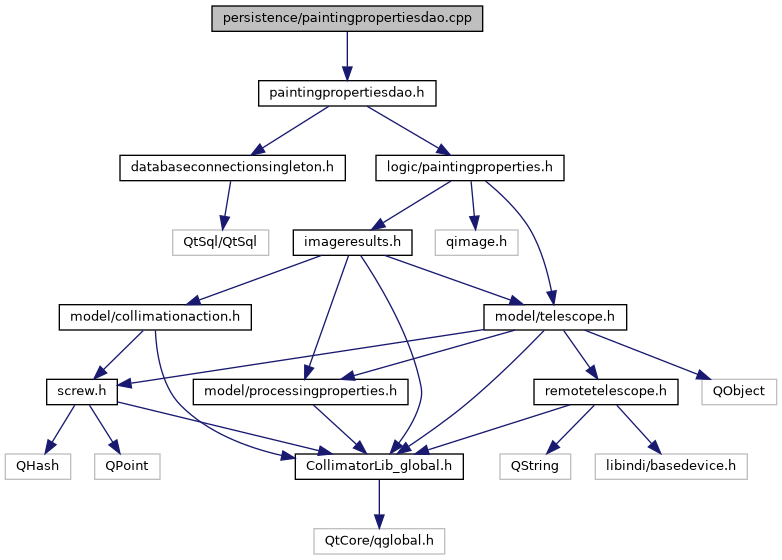 persistence/paintingpropertiesdao.cpp
paintingpropertiesdao.h
databaseconnectionsingleton.h
logic/paintingproperties.h
QtSql/QtSql
imageresults.h
qimage.h
model/collimationaction.h
model/telescope.h
screw.h
model/processingproperties.h
remotetelescope.h
QObject
QHash
QPoint
CollimatorLib_global.h
QString
libindi/basedevice.h
QtCore/qglobal.h